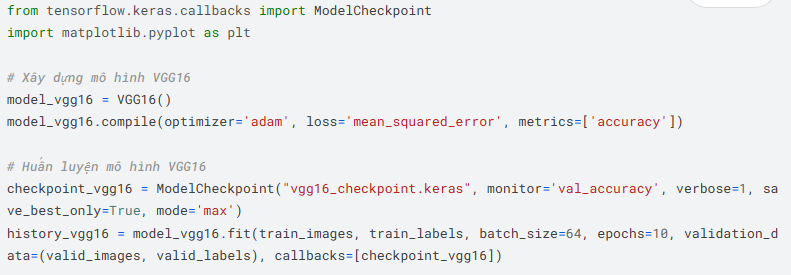 from tensorflow.keras.callbacks import ModelCheckpoint
import matplotlib.pyplot as plt
# Xây dựng mô hình VGG16
model_vgg16 = VGG16()
model_vgg16.compile(optimizer='adam', loss='mean_squared_error', metrics=['accuracy'])
# Huấn luyện mô hình VGG16
checkpoint_vgg16 = ModelCheckpoint("vgg16_checkpoint.keras", monitor='val_accuracy', verbose=1, sa
ve_best_only=True, mode='max')
history_vgg16 = model_vgg16.fit(train_images, train_labels, batch_size=64, epochs=10, validation_d
ata=(valid_images, valid_labels), callbacks=[checkpoint_vgg16])